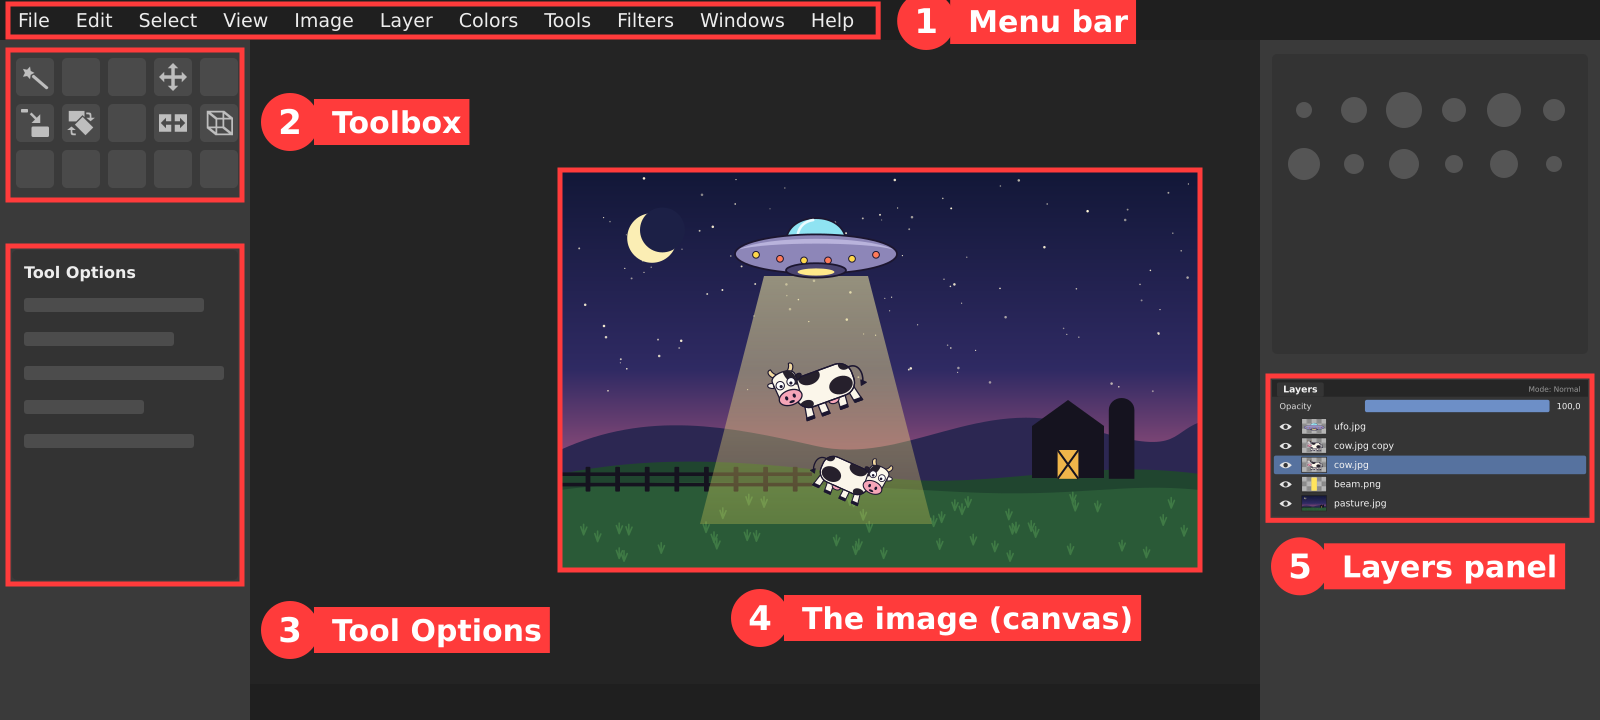 File Edit Select View Image Layer Colors Tools Filters Windows Help
1 Menu bar
2 Toolbox
Tool Options
3 Tool Options
4 The image (canvas)
Layers Mode: Normal
Opacity 100,0
ufo.jpg
cow.jpg copy
cow.jpg
beam.png
pasture.jpg
5 Layers panel